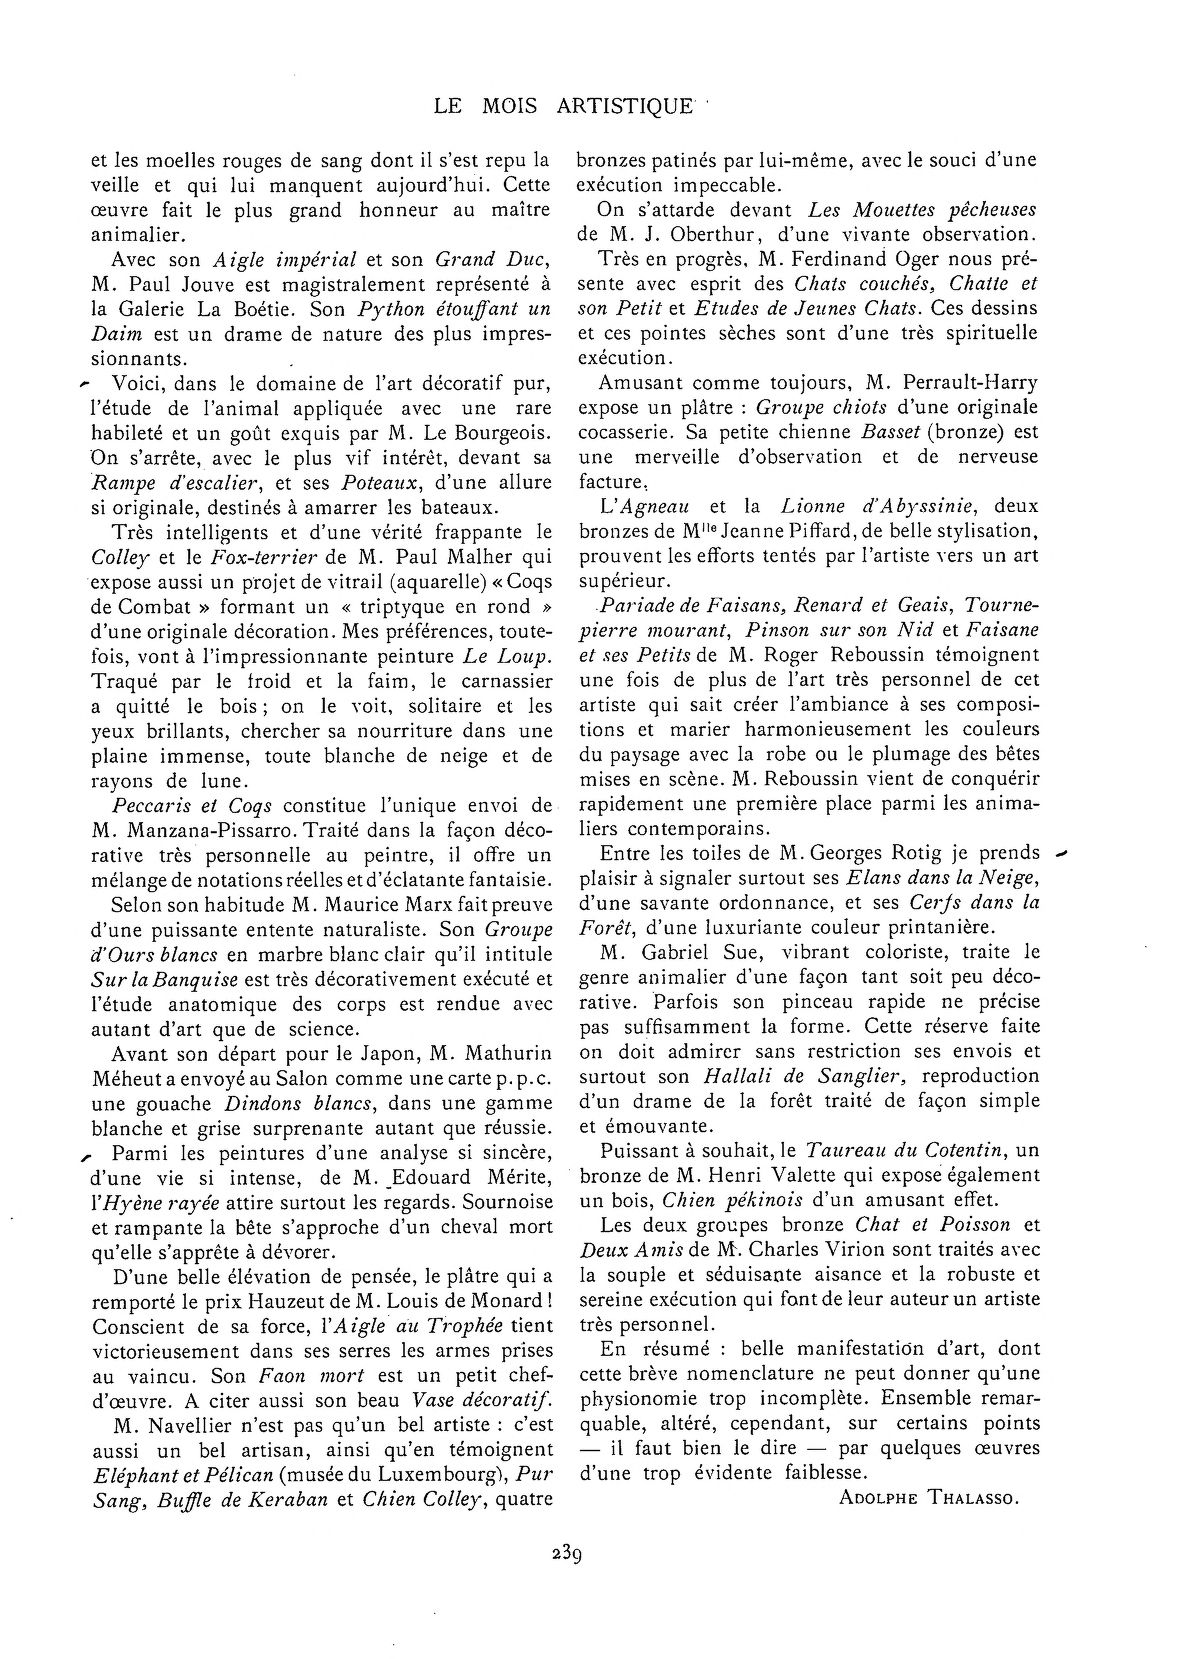 LE MOIS ARTISTIQUE
et les moelles rouges de sang dont il s'est repu la
veille et qui lui manquent aujourd'hui. Cette
œuvre fait le plus grand honneur au maître
animalier.
Avec son Aigle impérial et son Grand Duc,
M. Paul Jouve est magistralement représenté à
la Galerie La Boétie. Son Python étouffant un
Daim est un drame de nature des plus impres-
sionnants.
Voici, dans le domaine de l'art décoratif pur,
l'étude de l'animal appliquée avec une rare
habileté et un goût exquis par M. Le Bourgeois.
On s'arrête, avec le plus vif intérêt, devant sa
Rampe d'escalier, et ses Poteaux, d'une allure
si originale, destinés à amarrer les bateaux.
Très intelligents et d'une vérité frappante le
Colley et le Fox-terrier de M. Paul Malher qui
expose aussi un projet de vitrail (aquarelle) « Coqs
de Combat » formant un « triptyque en rond »
d'une originale décoration. Mes préférences, toute-
fois, vont à l'impressionnante peinture Le Loup.
Traqué par le froid et la faim, le carnassier
a quitté le bois ; on le voit, solitaire et les
yeux brillants, chercher sa nourriture dans une
plaine immense, toute blanche de neige et de
rayons de lune.
Peccaris et Coqs constitue l'unique envoi de
M. Manzana-Pissarro. Traité dans la façon déco-
rative très personnelle au peintre, il offre un
mélange de notations réelles et d'éclatante fantaisie.
Selon son habitude M. Maurice Marx fait preuve
d'une puissante entente naturaliste. Son Groupe
d'Ours blancs en marbre blanc clair qu'il intitule
Sur la Banquise est très décorativement exécuté et
l'étude anatomique des corps est rendue avec
autant d'art que de science.
Avant son départ pour le Japon, M. Mathurin
Méheut a envoyé au Salon comme une carte p. p. c.
une gouache Dindons blancs, dans une gamme
blanche et grise surprenante autant que réussie.
Parmi les peintures d'une analyse si sincère,
d'une vie si intense, de M. Edouard Mérite,
l'Hyène rayée attire surtout les regards. Sournoise
et rampante la bête s'approche d'un cheval mort
qu'elle s'apprête à dévorer.
D'une belle élévation de pensée, le plâtre qui a
remporté le prix Hauzeut de M. Louis de Monard !
Conscient de sa force, l'Aigle au Trophée tient
victorieusement dans ses serres les armes prises
au vaincu. Son Faon mort est un petit chef-
d'œuvre. A citer aussi son beau Vase décoratif.
M. Navellier n'est pas qu'un bel artiste : c'est
aussi un bel artisan, ainsi qu'en témoignent
Eléphant et Pélican (musée du Luxembourg), Pur
Sang, Buffle de Keraban et Chien Colley, quatre
bronzes patinés par lui-même, avec le souci d'une
exécution impeccable.
On s'attarde devant Les Mouettes pêcheuses
de M. J. Oberthur, d'une vivante observation.
Très en progrès, M. Ferdinand Oger nous pré-
sente avec esprit des Chats couchés, Chatte et
son Petit et Etudes de Jeunes Chats. Ces dessins
et ces pointes sèches sont d'une très spirituelle
exécution.
Amusant comme toujours, M. Perrault-Harry
expose un plâtre : Groupe chiots d'une originale
cocasserie. Sa petite chienne Basset (bronze) est
une merveille d'observation et de nerveuse
facture.
L'Agneau et la Lionne d'Abyssinie, deux
bronzes de Mlle Jeanne Piffard, de belle stylisation,
prouvent les efforts tentés par l'artiste vers un art
supérieur.
Pariade de Faisans, Renard et Geais, Tourne-
pierre mourant, Pinson sur son Nid et Faisane
et ses Petits de M. Roger Reboussin témoignent
une fois de plus de l'art très personnel de cet
artiste qui sait créer l'ambiance à ses composi-
tions et marier harmonieusement les couleurs
du paysage avec la robe ou le plumage des bêtes
mises en scène. M. Reboussin vient de conquérir
rapidement une première place parmi les anima-
liers contemporains.
Entre les toiles de M. Georges Rotig je prends
plaisir à signaler surtout ses Elans dans la Neige,
d'une savante ordonnance, et ses Cerfs dans la
Forêt, d'une luxuriante couleur printanière.
M. Gabriel Sue, vibrant coloriste, traite le
genre animalier d'une façon tant soit peu déco-
rative. Parfois son pinceau rapide ne précise
pas suffisamment la forme. Cette réserve faite
on doit admirer sans restriction ses envois et
surtout son Hallali de Sanglier, reproduction
d'un drame de la forêt traité de façon simple
et émouvante.
Puissant à souhait, le Taureau du Cotentin, un
bronze de M. Henri Valette qui expose également
un bois, Chien pékinois d'un amusant effet.
Les deux groupes bronze Chat et Poisson et
Deux Amis de M. Charles Virion sont traités avec
la souple et séduisante aisance et la robuste et
sereine exécution qui font de leur auteur un artiste
très personnel.
En résumé : belle manifestation d'art, dont
cette brève nomenclature ne peut donner qu'une
physionomie trop incomplète. Ensemble remar-
quable, altéré, cependant, sur certains points
— il faut bien le dire — par quelques œuvres
d'une trop évidente faiblesse.
ADOLPHE THALASSO.
239